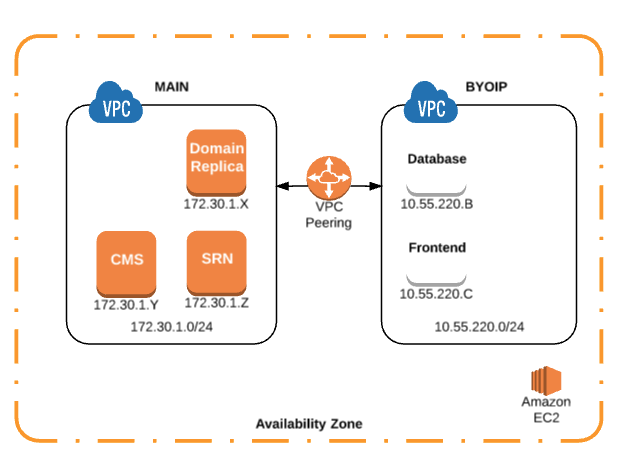 MAIN
VPC
Domain
Replica
172.30.1.X
CMS
172.30.1.Y
SRN
172.30.1.Z
172.30.1.0/24
VPC
Peering
BYOIP
VPC
Database
10.55.220.B
Frontend
10.55.220.C
10.55.220.0/24
Amazon
EC2
Availability Zone